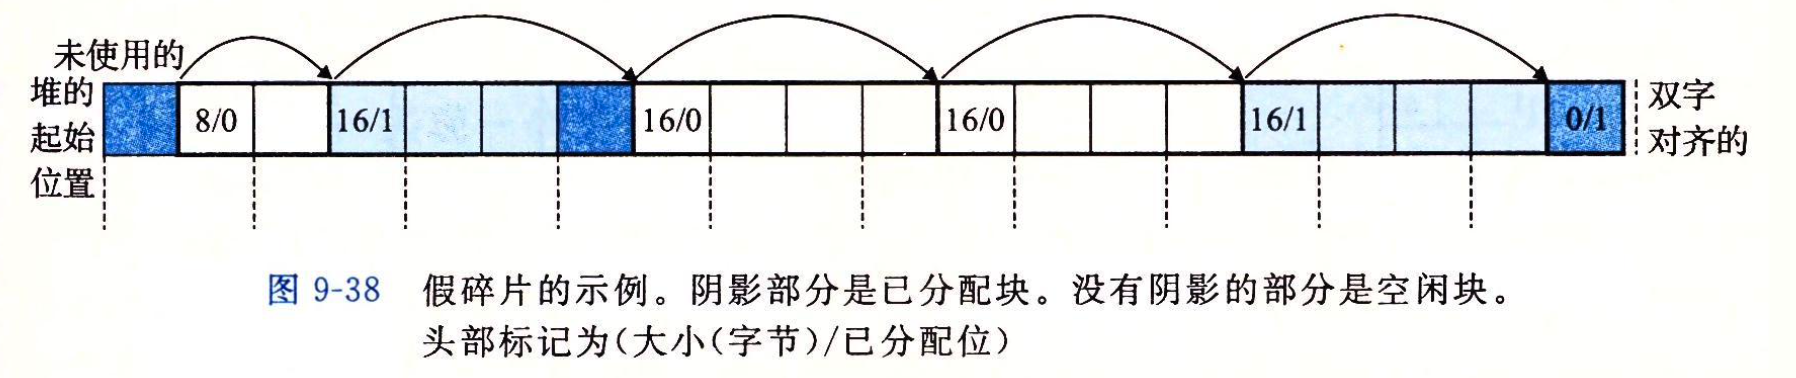 未使用的
堆的
起始
位置
8/0
16/1
16/0
16/0
16/1
0/1
双字
对齐的
图 9-38 假碎片的示例。阴影部分是已分配块。没有阴影的部分是空闲块。
头部标记为(大小(字节)/已分配位)